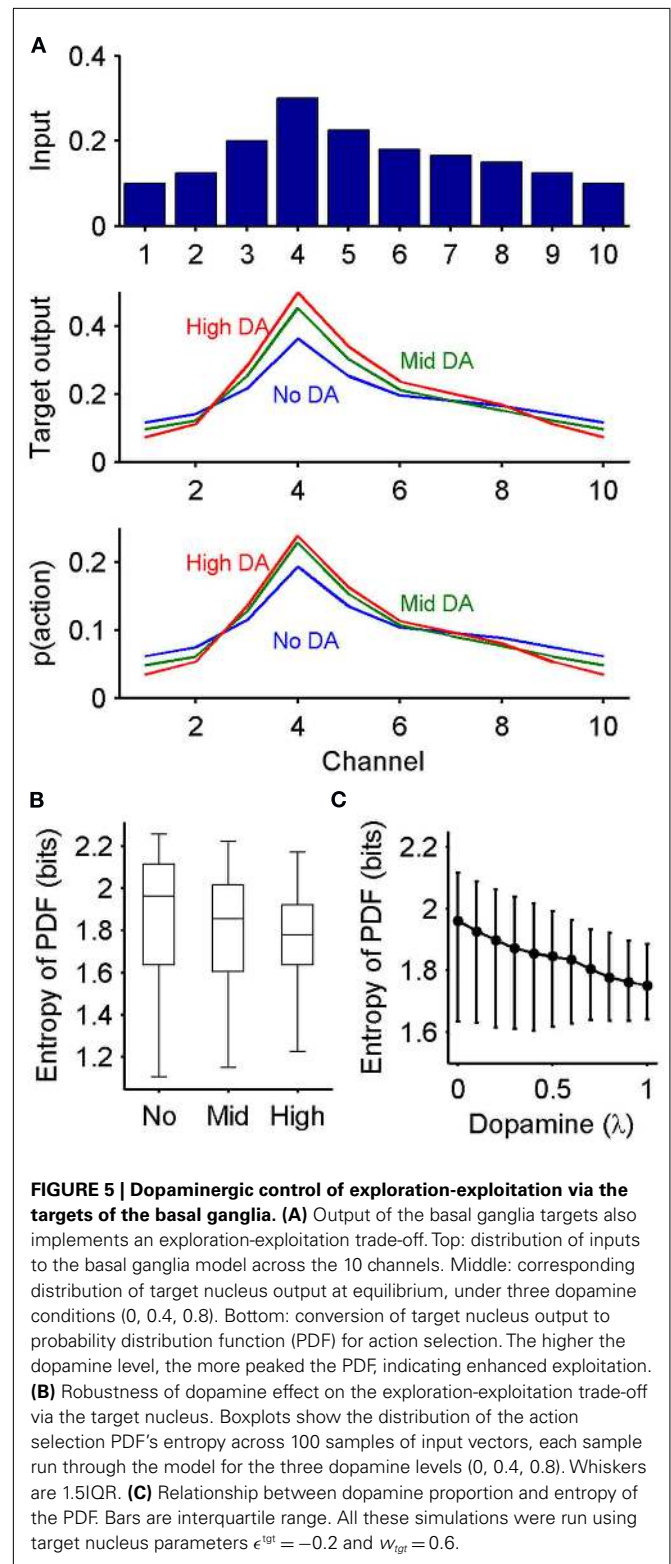 A
Input
0.2
0
1 2 3 4 5 6 7 8 9 10
Target output
0.4
0.2
0
High DA
Mid DA
No DA
2 4 6 8 10
p(action)
0.2
0.1
0
High DA
Mid DA
No DA
2 4 6 8 10
Channel
B
Entropy of PDF (bits)
2.2
2
1.8
1.6
1.4
1.2
No Mid High
C
Entropy of PDF (bits)
2.2
2
1.8
1.6
0 0.5 1
Dopamine (λ)
FIGURE 5 | Dopaminergic control of exploration-exploitation via the
targets of the basal ganglia. (A) Output of the basal ganglia targets also
implements an exploration-exploitation trade-off. Top: distribution of inputs
to the basal ganglia model across the 10 channels. Middle: corresponding
distribution of target nucleus output at equilibrium, under three dopamine
conditions (0, 0.4, 0.8). Bottom: conversion of target nucleus output to
probability distribution function (PDF) for action selection. The higher the
dopamine level, the more peaked the PDF, indicating enhanced exploitation.
(B) Robustness of dopamine effect on the exploration-exploitation trade-off
via the target nucleus. Boxplots show the distribution of the action
selection PDF's entropy across 100 samples of input vectors, each sample
run through the model for the three dopamine levels (0, 0.4, 0.8). Whiskers
are 1.5IQR. (C) Relationship between dopamine proportion and entropy of
the PDF. Bars are interquartile range. All these simulations were run using
target nucleus parameters ϵ^tgt = −0.2 and w_tgt = 0.6.